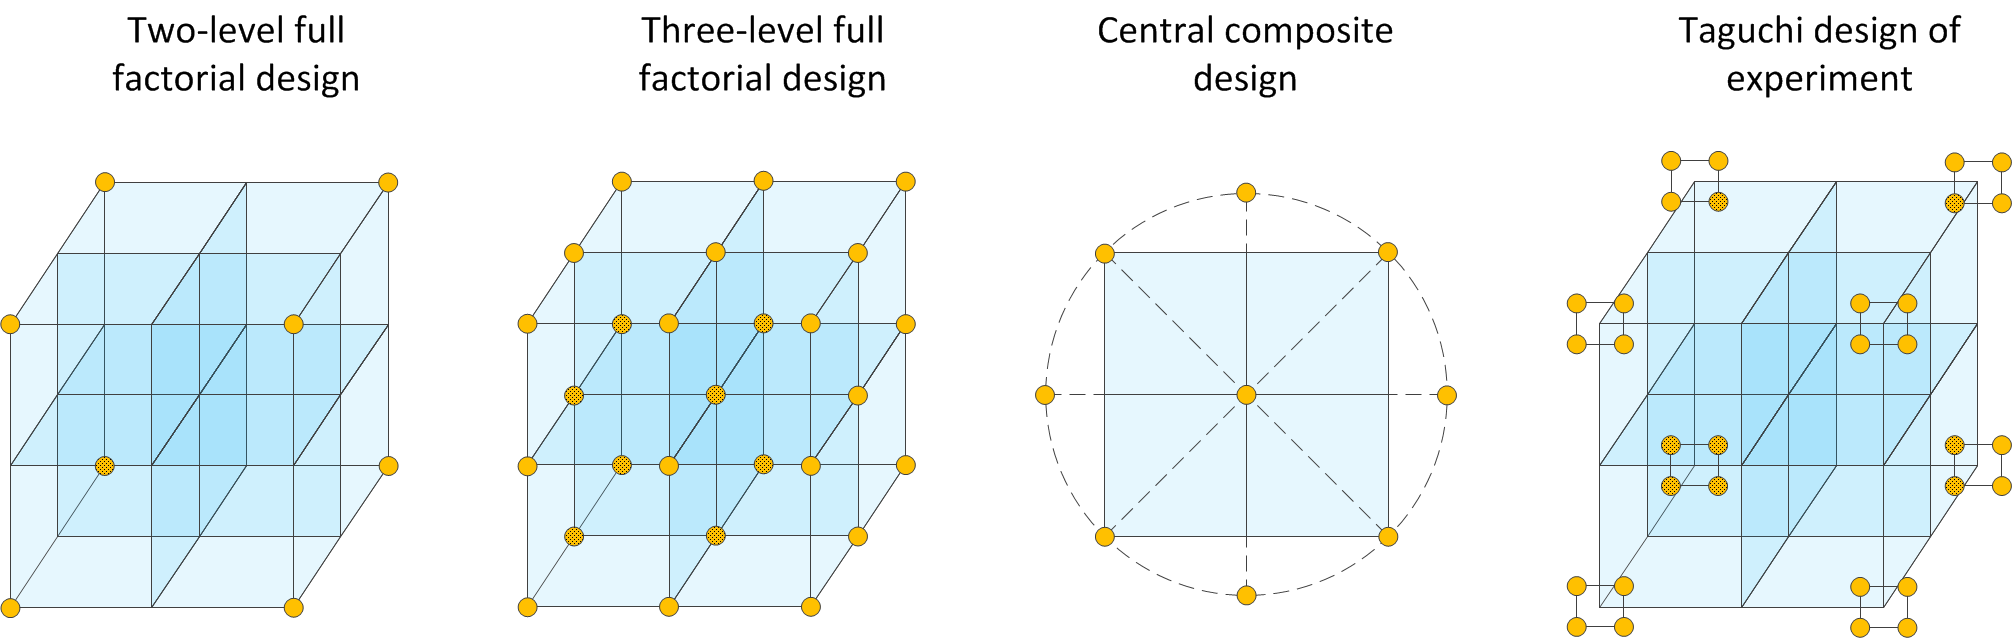 Two-level full
factorial design
Three-level full
factorial design
Central composite
design
Taguchi design of
experiment